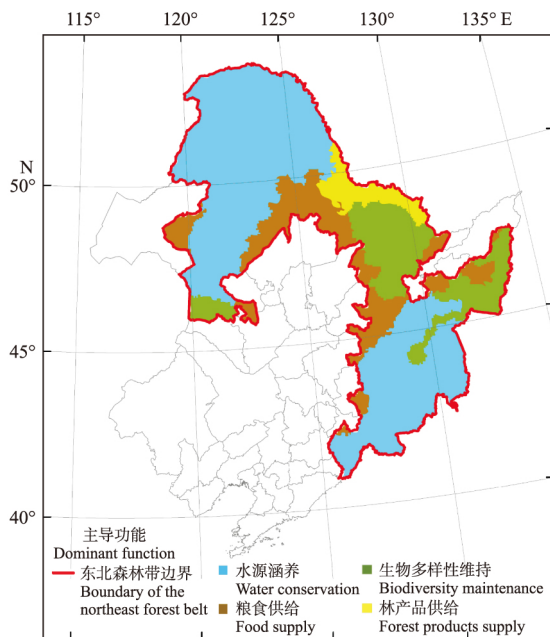 115° 120° 125° 130° 135° E
N
50°
45°
40°
主导功能
Dominant function
东北森林带边界
Boundary of the
northeast forest belt
水源涵养
Water conservation
粮食供给
Food supply
生物多样性维持
Biodiversity maintenance
林产品供给
Forest products supply